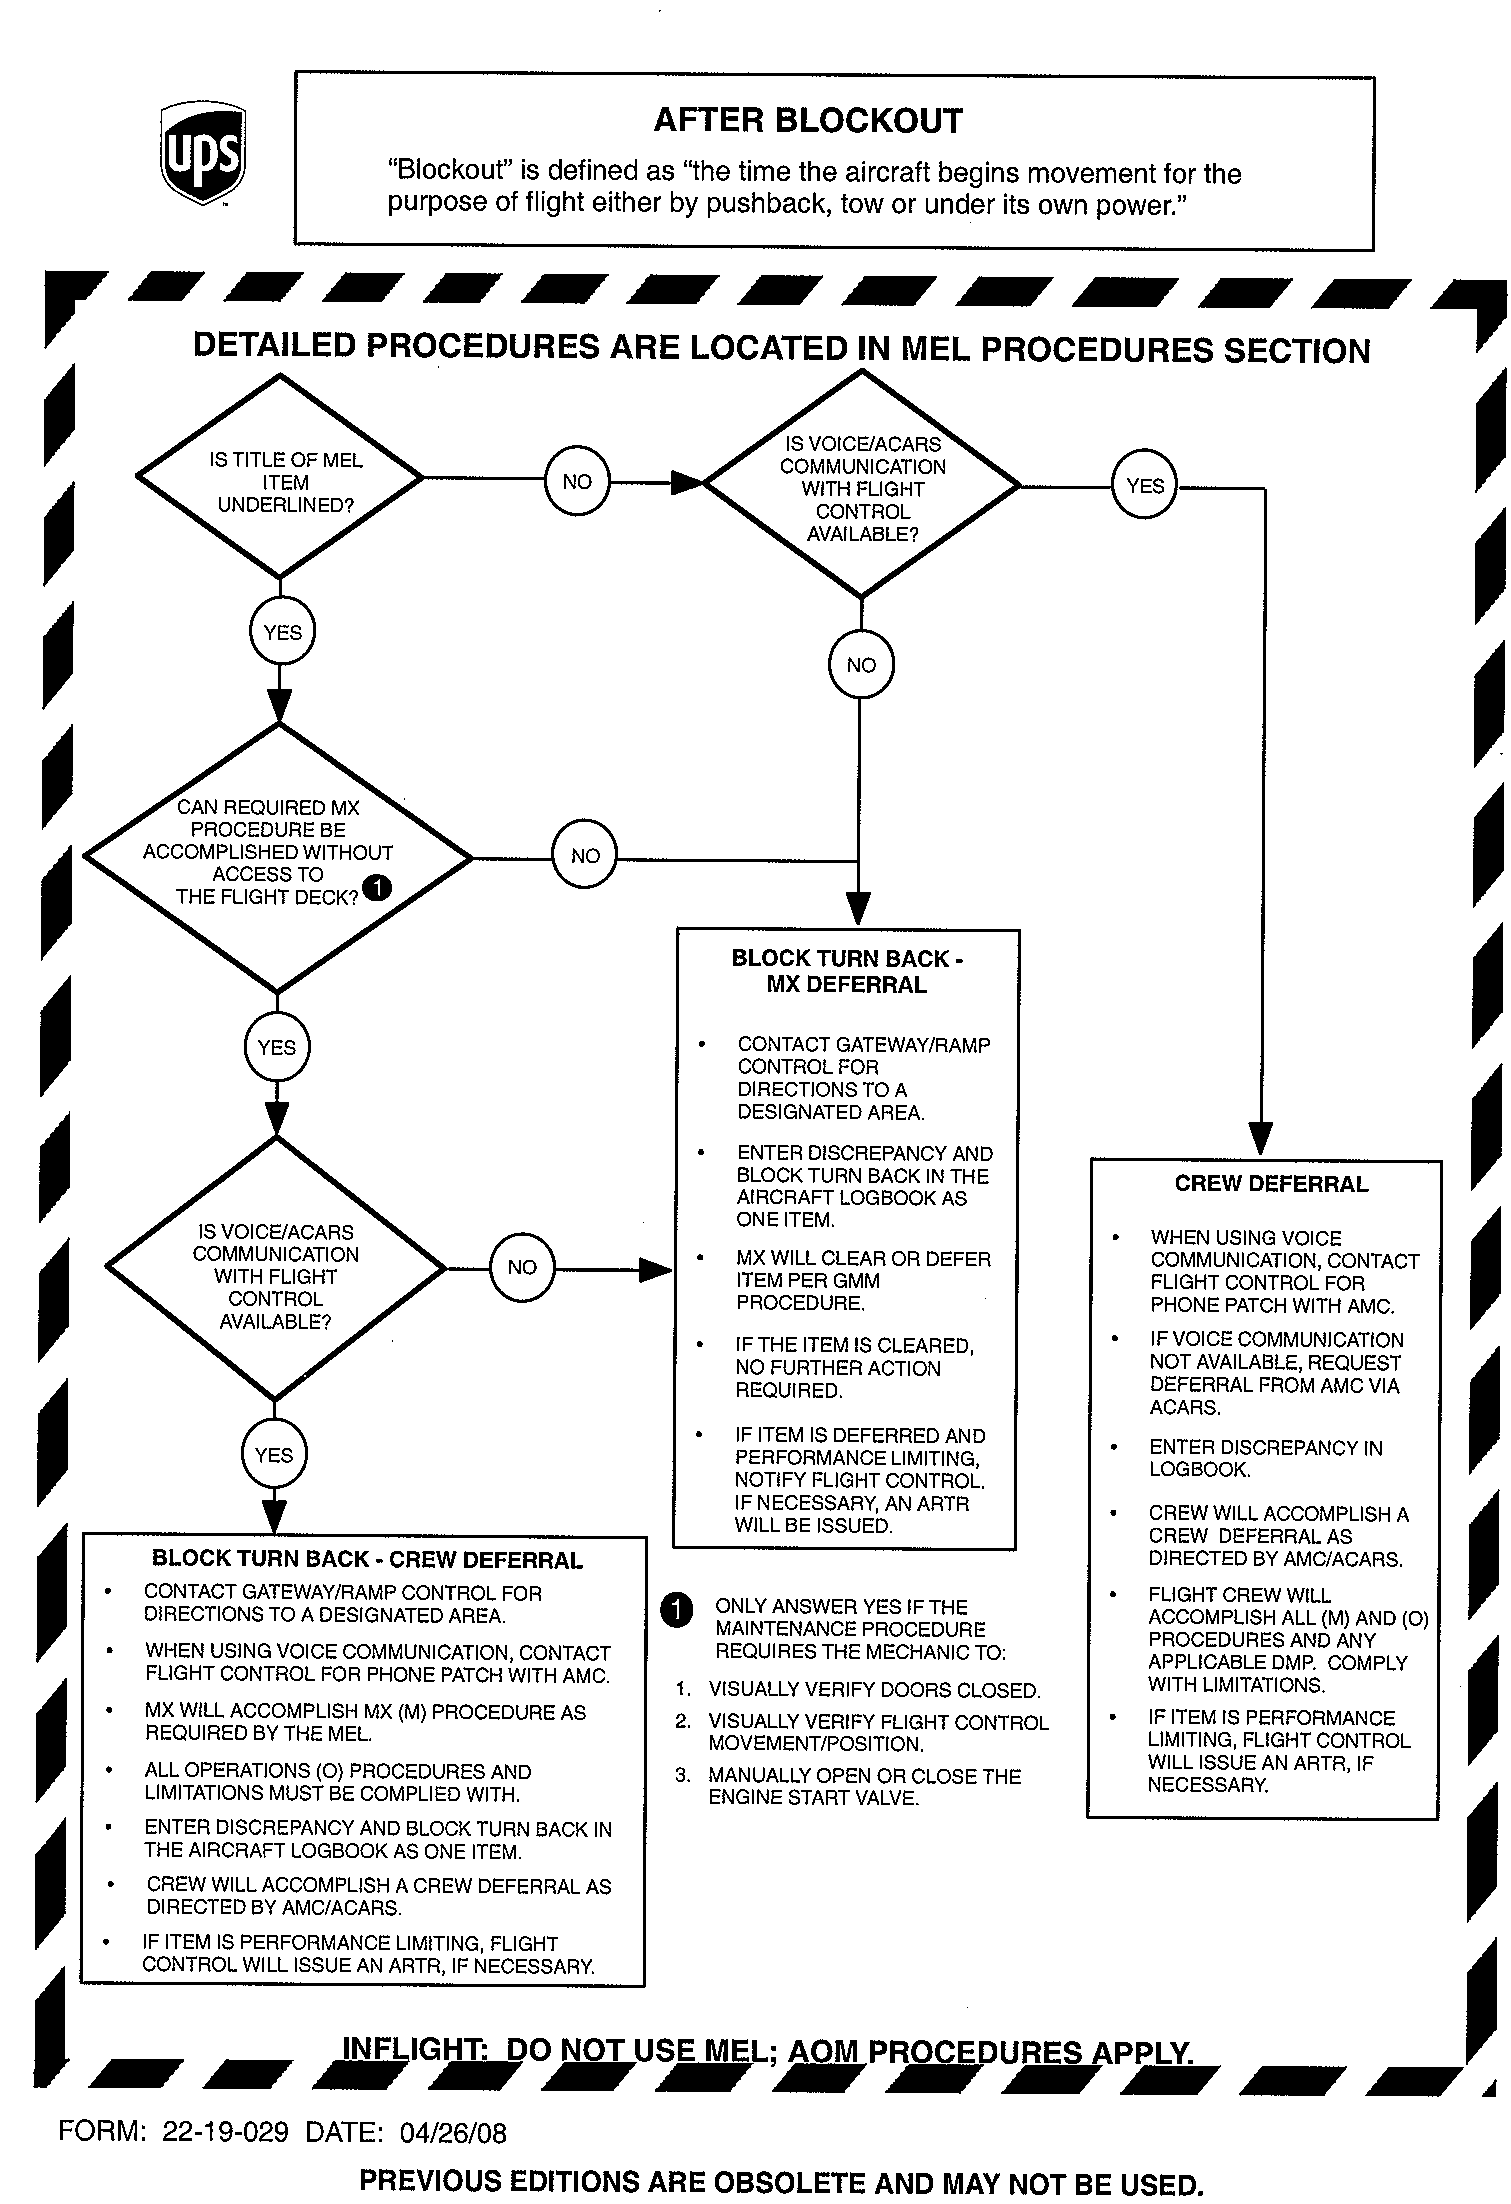 AFTER BLOCKOUT
ups
"Blockout" is defined as "the time the aircraft begins movement for the
purpose of flight either by pushback, tow or under its own power."
DETAILED PROCEDURES ARE LOCATED IN MEL PROCEDURES SECTION
IS TITLE OF MEL
ITEM
UNDERLINED?
NO
IS VOICE/ACARS
COMMUNICATION
WITH FLIGHT
CONTROL
AVAILABLE?
YES
YES
NO
CAN REQUIRED MX
PROCEDURE BE
ACCOMPLISHED WITHOUT
ACCESS TO
THE FLIGHT DECK? 1
NO
YES
IS VOICE/ACARS
COMMUNICATION
WITH FLIGHT
CONTROL
AVAILABLE?
NO
YES
BLOCK TURN BACK -
MX DEFERRAL
• CONTACT GATEWAY/RAMP
CONTROL FOR
DIRECTIONS TO A
DESIGNATED AREA.
• ENTER DISCREPANCY AND
BLOCK TURN BACK IN THE
AIRCRAFT LOGBOOK AS
ONE ITEM.
• MX WILL CLEAR OR DEFER
ITEM PER GMM
PROCEDURE.
• IF THE ITEM IS CLEARED,
NO FURTHER ACTION
REQUIRED.
• IF ITEM IS DEFERRED AND
PERFORMANCE LIMITING,
NOTIFY FLIGHT CONTROL.
IF NECESSARY, AN ARTR
WILL BE ISSUED.
CREW DEFERRAL
• WHEN USING VOICE
COMMUNICATION, CONTACT
FLIGHT CONTROL FOR
PHONE PATCH WITH AMC.
• IF VOICE COMMUNICATION
NOT AVAILABLE, REQUEST
DEFERRAL FROM AMC VIA
ACARS.
• ENTER DISCREPANCY IN
LOGBOOK.
• CREW WILL ACCOMPLISH A
CREW DEFERRAL AS
DIRECTED BY AMC/ACARS.
• FLIGHT CREW WILL
ACCOMPLISH ALL (M) AND (O)
PROCEDURES AND ANY
APPLICABLE DMP. COMPLY
WITH LIMITATIONS.
• IF ITEM IS PERFORMANCE
LIMITING, FLIGHT CONTROL
WILL ISSUE AN ARTR, IF
NECESSARY.
BLOCK TURN BACK - CREW DEFERRAL
• CONTACT GATEWAY/RAMP CONTROL FOR
DIRECTIONS TO A DESIGNATED AREA.
• WHEN USING VOICE COMMUNICATION, CONTACT
FLIGHT CONTROL FOR PHONE PATCH WITH AMC.
• MX WILL ACCOMPLISH MX (M) PROCEDURE AS
REQUIRED BY THE MEL.
• ALL OPERATIONS (O) PROCEDURES AND
LIMITATIONS MUST BE COMPLIED WITH.
• ENTER DISCREPANCY AND BLOCK TURN BACK IN
THE AIRCRAFT LOGBOOK AS ONE ITEM.
• CREW WILL ACCOMPLISH A CREW DEFERRAL AS
DIRECTED BY AMC/ACARS.
• IF ITEM IS PERFORMANCE LIMITING, FLIGHT
CONTROL WILL ISSUE AN ARTR, IF NECESSARY.
1 ONLY ANSWER YES IF THE
MAINTENANCE PROCEDURE
REQUIRES THE MECHANIC TO:
1. VISUALLY VERIFY DOORS CLOSED.
2. VISUALLY VERIFY FLIGHT CONTROL
MOVEMENT/POSITION.
3. MANUALLY OPEN OR CLOSE THE
ENGINE START VALVE.
INFLIGHT: DO NOT USE MEL; AOM PROCEDURES APPLY.
FORM: 22-19-029 DATE: 04/26/08
PREVIOUS EDITIONS ARE OBSOLETE AND MAY NOT BE USED.